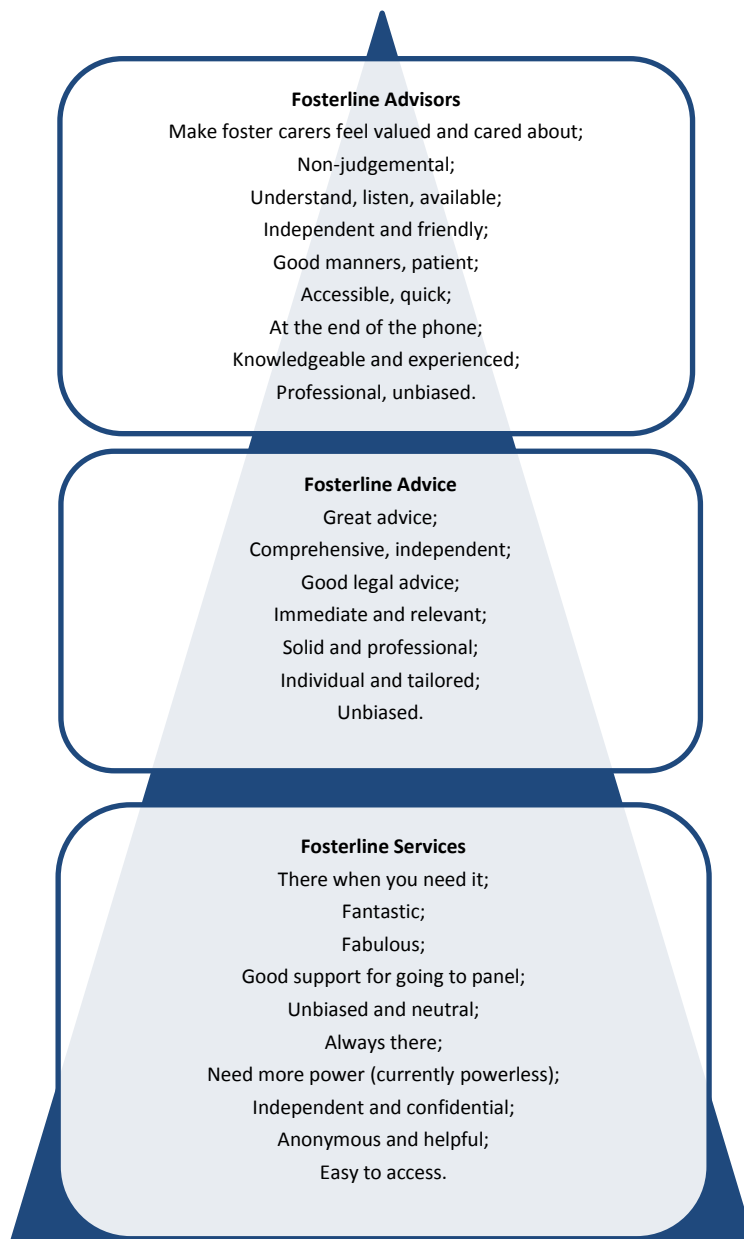 Fosterline Advisors
Make foster carers feel valued and cared about;
Non-judgemental;
Understand, listen, available;
Independent and friendly;
Good manners, patient;
Accessible, quick;
At the end of the phone;
Knowledgeable and experienced;
Professional, unbiased.
Fosterline Advice
Great advice;
Comprehensive, independent;
Good legal advice;
Immediate and relevant;
Solid and professional;
Individual and tailored;
Unbiased.
Fosterline Services
There when you need it;
Fantastic;
Fabulous;
Good support for going to panel;
Unbiased and neutral;
Always there;
Need more power (currently powerless);
Independent and confidential;
Anonymous and helpful;
Easy to access.